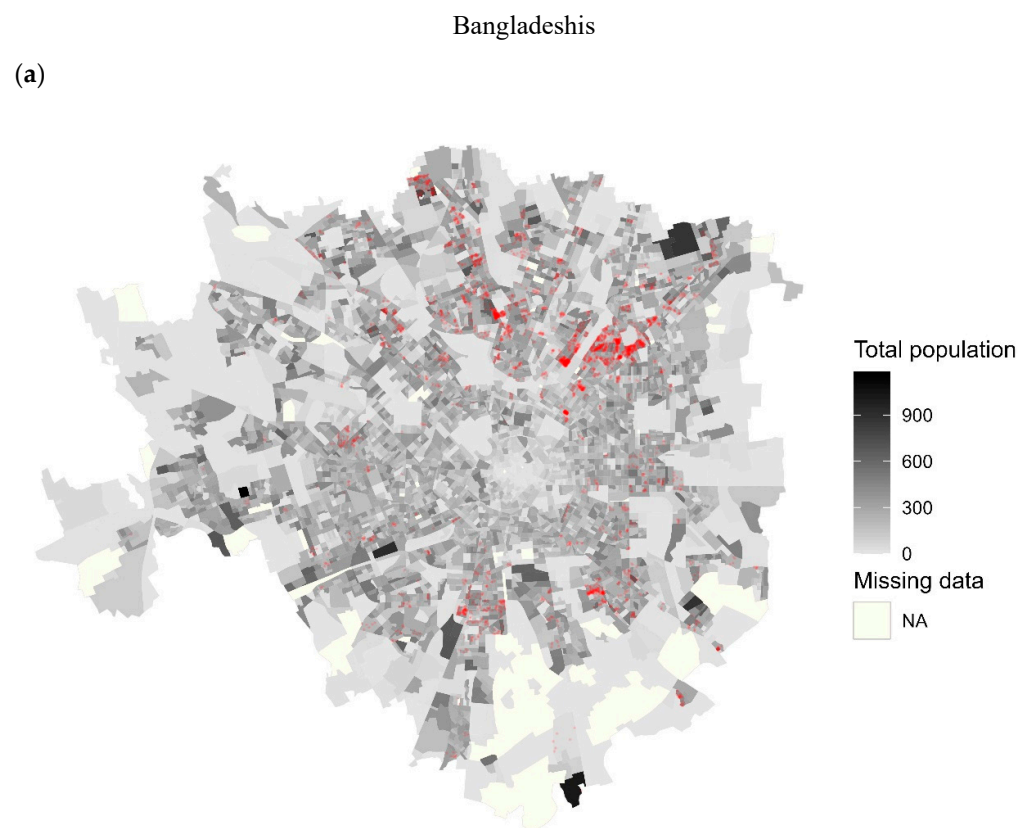 Bangladeshis
(a)
Total population
900
600
300
0
Missing data
NA